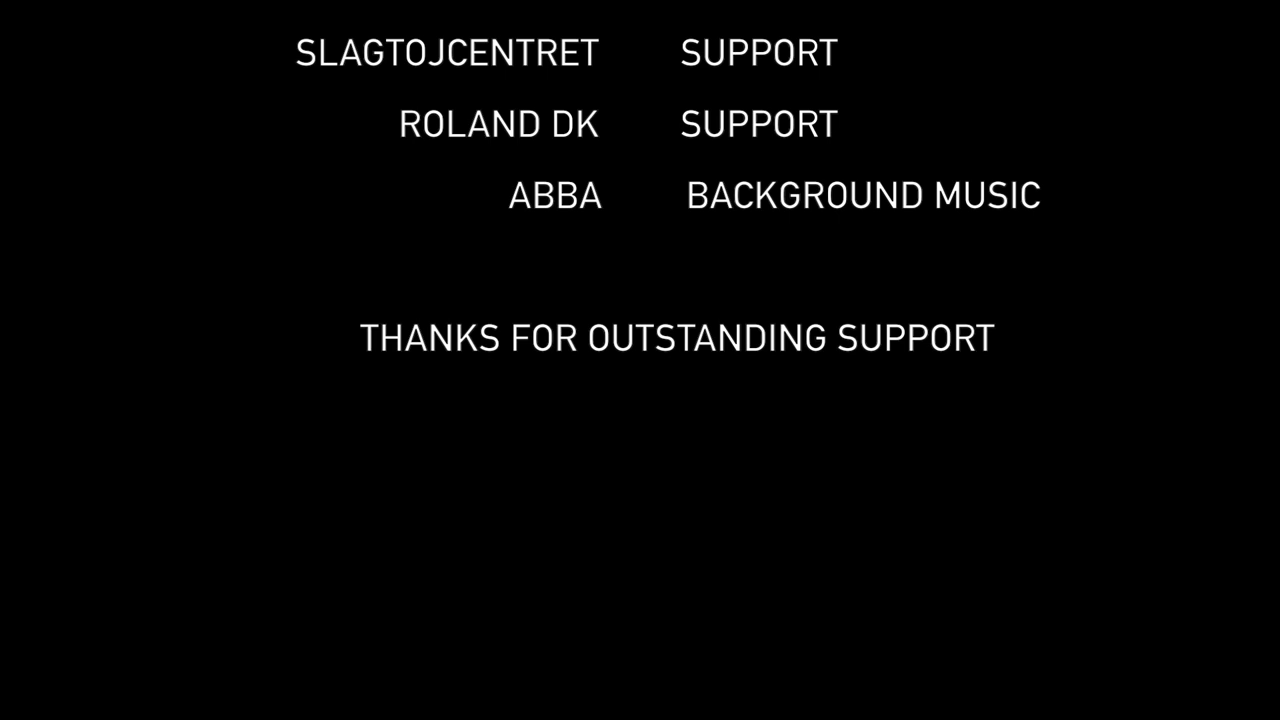 SLAGTOJCENTRET SUPPORT
ROLAND DK SUPPORT
ABBA BACKGROUND MUSIC
THANKS FOR OUTSTANDING SUPPORT